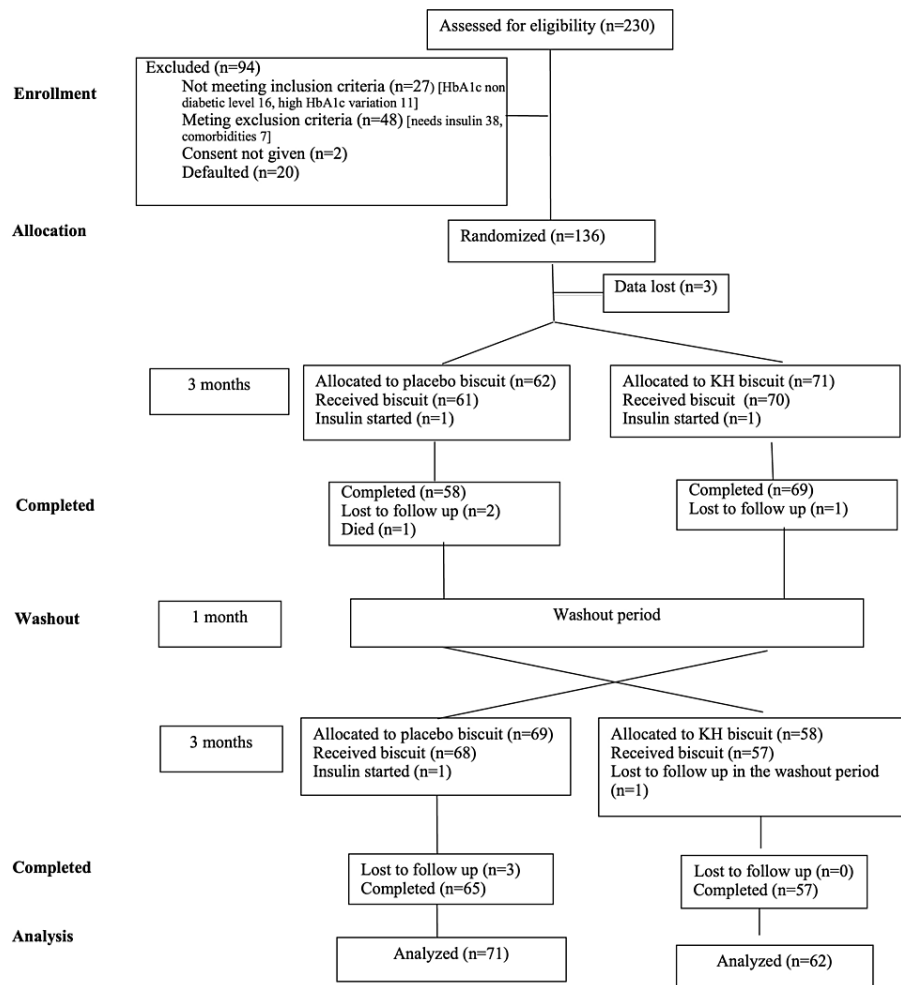 Assessed for eligibility (n=230)
Enrollment
Excluded (n=94)
Not meeting inclusion criteria (n=27) [HbA1c non
diabetic level 16, high HbA1c variation 11]
Meting exclusion criteria (n=48) [needs insulin 38,
comorbidities 7]
Consent not given (n=2)
Defaulted (n=20)
Allocation
Randomized (n=136)
Data lost (n=3)
3 months
Allocated to placebo biscuit (n=62)
Received biscuit (n=61)
Insulin started (n=1)
Allocated to KH biscuit (n=71)
Received biscuit (n=70)
Insulin started (n=1)
Completed
Completed (n=58)
Lost to follow up (n=2)
Died (n=1)
Completed (n=69)
Lost to follow up (n=1)
Washout
1 month
Washout period
3 months
Allocated to placebo biscuit (n=69)
Received biscuit (n=68)
Insulin started (n=1)
Allocated to KH biscuit (n=58)
Received biscuit (n=57)
Lost to follow up in the washout period
(n=1)
Completed
Lost to follow up (n=3)
Completed (n=65)
Lost to follow up (n=0)
Completed (n=57)
Analysis
Analyzed (n=71)
Analyzed (n=62)